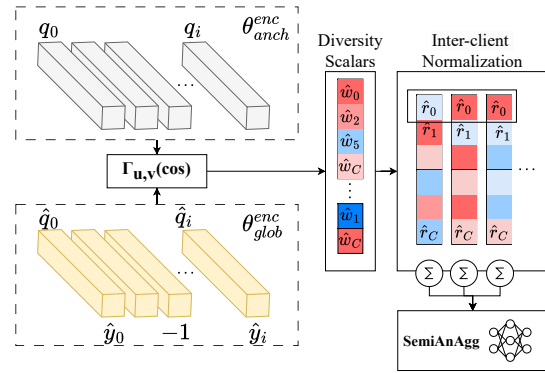 q_0 q_i θ^{enc}_{anch}
...
Γ_{u,v}(cos)
q̂_0 q̂_i θ^{enc}_{glob}
...
ŷ_0 −1 ŷ_i
Diversity
Scalars
ŵ_0
ŵ_2
ŵ_5
ŵ_C
⋮
ŵ_1
ŵ_C
Inter-client
Normalization
r̂_0 r̂_0 r̂_0
r̂_1 r̂_1 r̂_1
...
r̂_C r̂_C r̂_C
Σ Σ Σ
SemiAnAgg